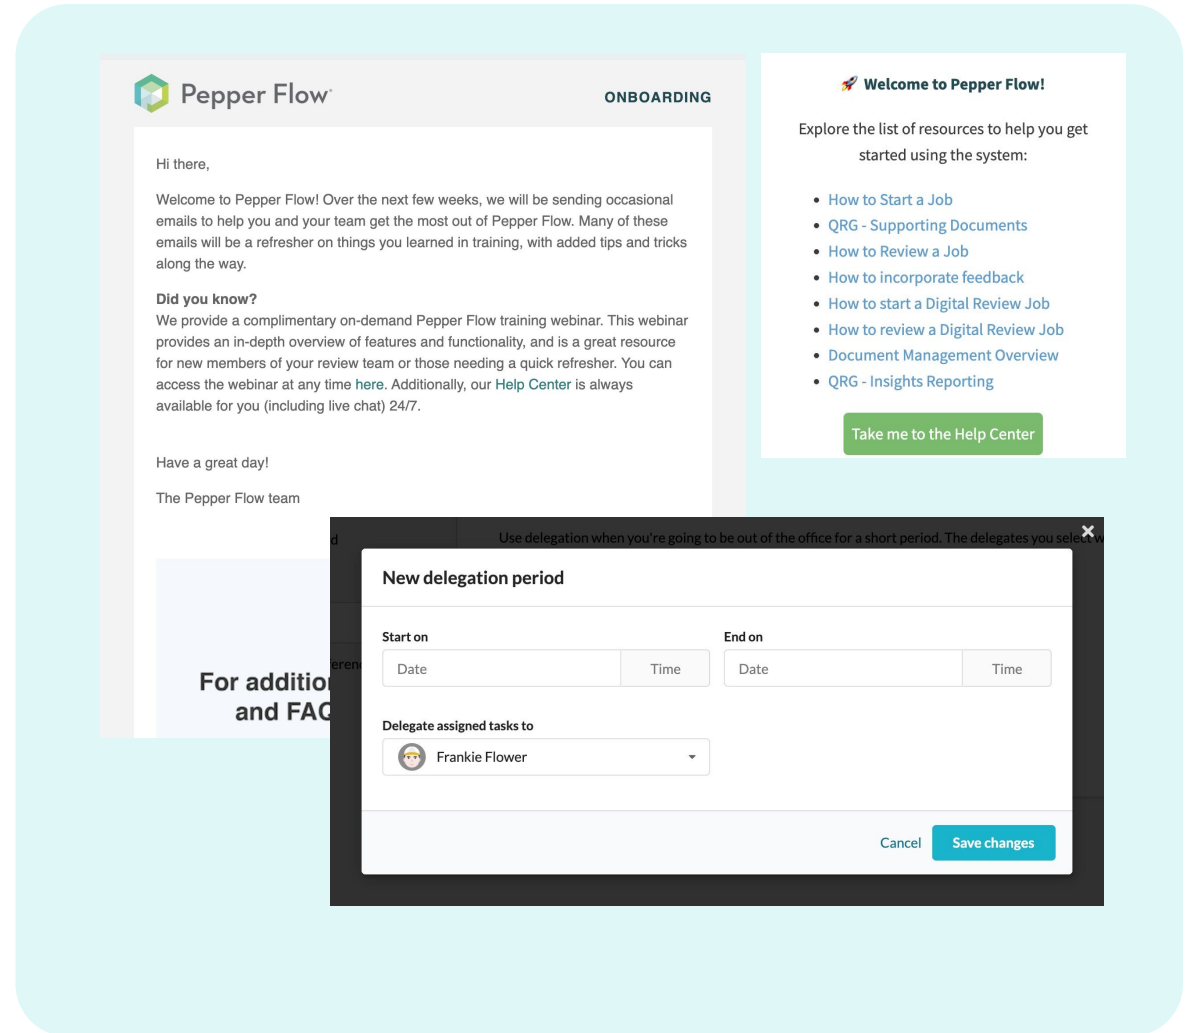 Pepper Flow
ONBOARDING
Hi there,
Welcome to Pepper Flow! Over the next few weeks, we will be sending occasional
emails to help you and your team get the most out of Pepper Flow. Many of these
emails will be a refresher on things you learned in training, with added tips and tricks
along the way.
Did you know?
We provide a complimentary on-demand Pepper Flow training webinar. This webinar
provides an in-depth overview of features and functionality, and is a great resource
for new members of your review team or those needing a quick refresher. You can
access the webinar at any time here. Additionally, our Help Center is always
available for you (including live chat) 24/7.
Have a great day!
The Pepper Flow team
For additio
and FAQ
🚀 Welcome to Pepper Flow!
Explore the list of resources to help you get
started using the system:
• How to Start a Job
• QRG - Supporting Documents
• How to Review a Job
• How to incorporate feedback
• How to start a Digital Review Job
• How to review a Digital Review Job
• Document Management Overview
• QRG - Insights Reporting
Take me to the Help Center
Use delegation when you're going to be out of the office for a short period. The delegates you select w
New delegation period
Start on
End on
Date
Time
Date
Time
Delegate assigned tasks to
Frankie Flower
Cancel
Save changes